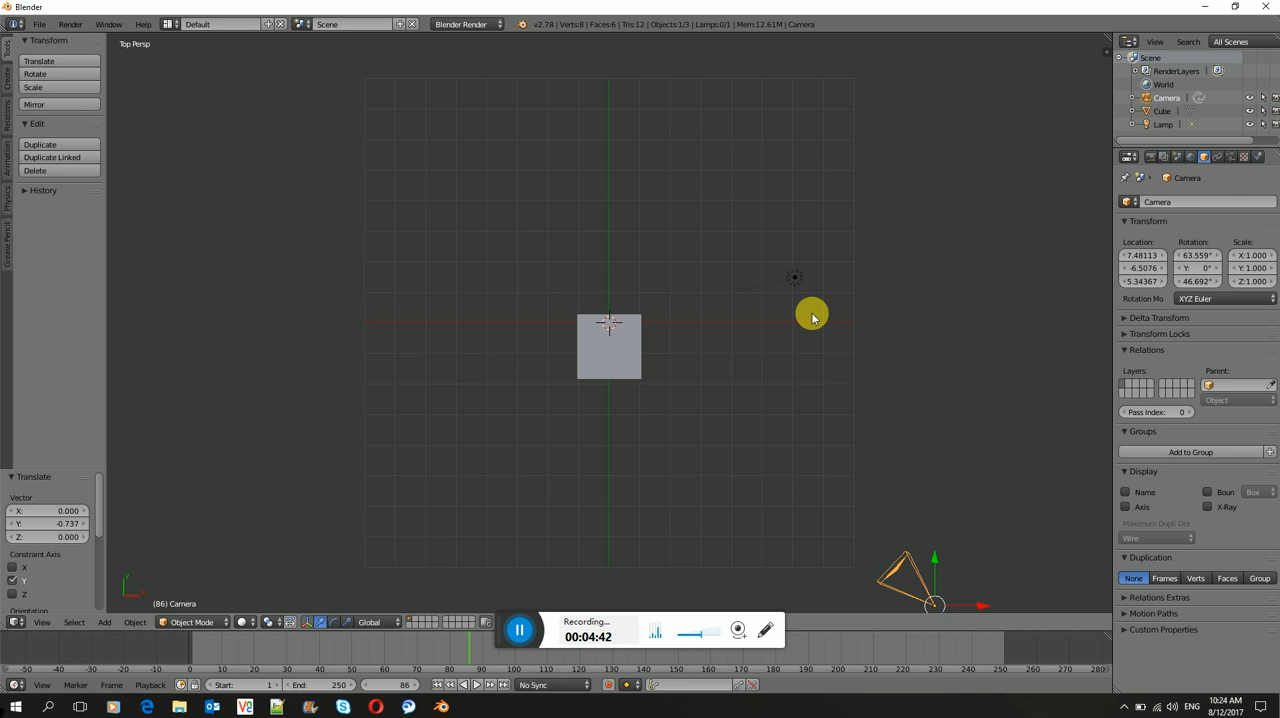 Blender
File Render Window Help Default Scene Blender Render v2.78 | Verts:8 | Faces:6 | Tris:12 | Objects:1/3 | Lamps:0/1 | Mem:12.61M | Camera
View Search All Scenes
Transform
Translate
Rotate
Scale
Mirror
Edit
Duplicate
Duplicate Linked
Delete
History
Tools
Create
Relations
Animation
Physics
Grease Pencil
Translate
Vector
X: 0.000
Y: -0.737
Z: 0.000
Constraint Axis
X
Y
Z
Orientation
Top Persp
(86) Camera
Scene
RenderLayers
World
Camera
Cube
Lamp
Camera
Camera
Transform
Location: Rotation: Scale:
7.48113 63.559° X:1.000
-6.5076 Y: 0° Y:1.000
5.34367 46.692° Z:1.000
Rotation Mo XYZ Euler
Delta Transform
Transform Locks
Relations
Layers: Parent:
Object
Pass Index: 0
Groups
Add to Group
Display
Name Boun Box
Axis X-Ray
Maximum Dupli Dra
Wire
Duplication
None Frames Verts Faces Group
Relations Extras
Motion Paths
Custom Properties
View Select Add Object Object Mode Global
Recording...
00:04:42
-50 -40 -30 -20 -10 0 10 20 30 40 50 60 70 80 90 100 110 120 130 140 150 160 170 180 190 200 210 220 230 240 250 260 270 280
View Marker Frame Playback Start: 1 End: 250 86 No Sync
ENG
10:24 AM
8/12/2017